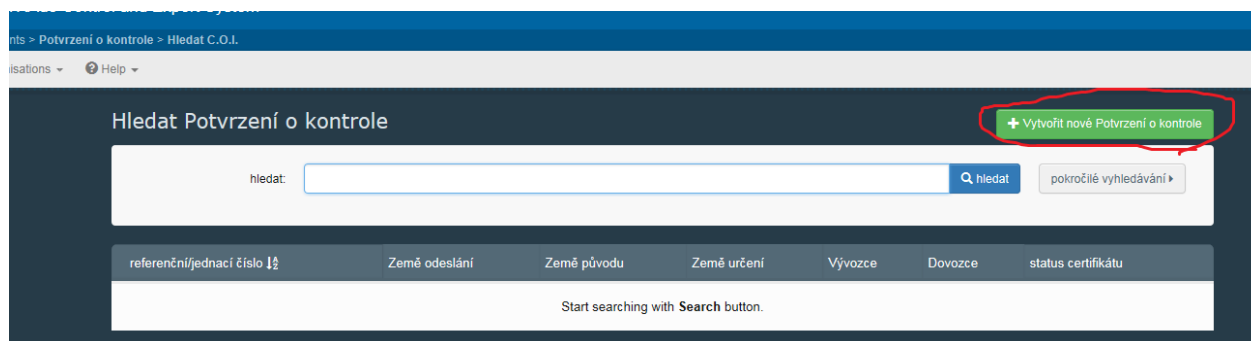 nts > Potvrzení o kontrole > Hledat C.O.I.
isations Help
Hledat Potvrzení o kontrole
+ Vytvořit nové Potvrzení o kontrole
hledat: hledat pokročilé vyhledávání
referenční/jednací číslo Země odeslání Země původu Země určení Vývozce Dovozce status certifikátu
Start searching with Search button.